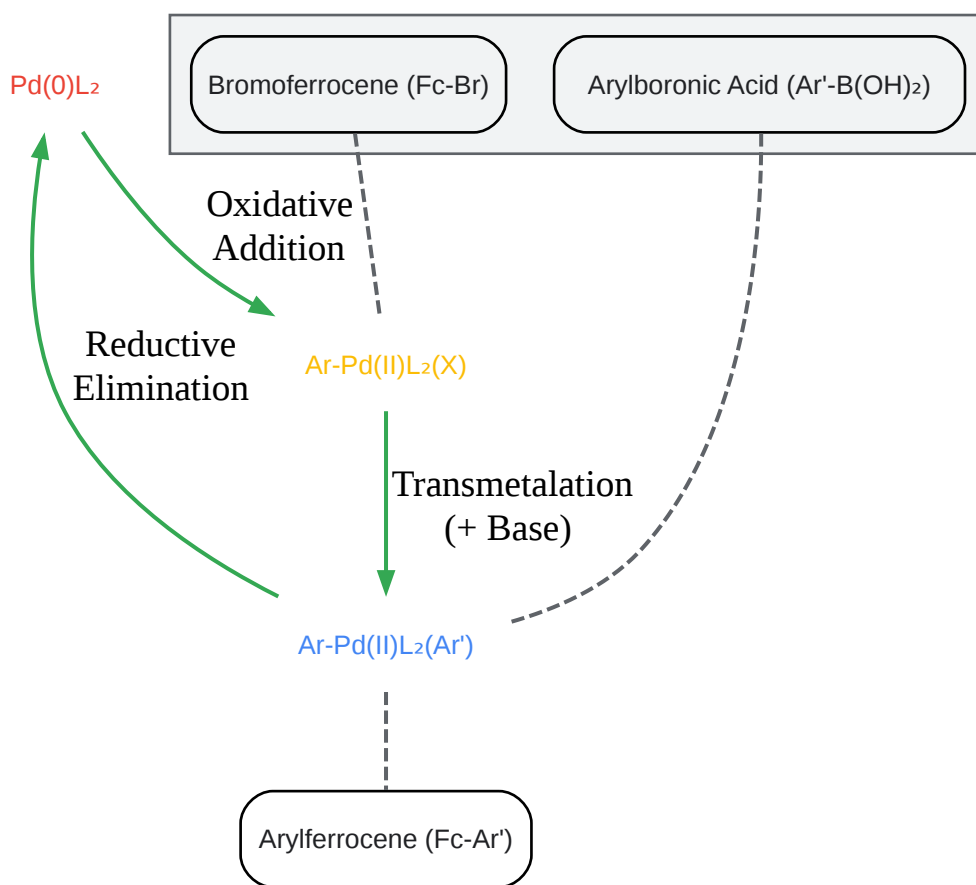 Pd(0)L₂
Bromoferrocene (Fc-Br)
Arylboronic Acid (Ar'-B(OH)₂)
Oxidative
Addition
Reductive
Elimination
Ar-Pd(II)L₂(X)
Transmetalation
(+ Base)
Ar-Pd(II)L₂(Ar')
Arylferrocene (Fc-Ar')